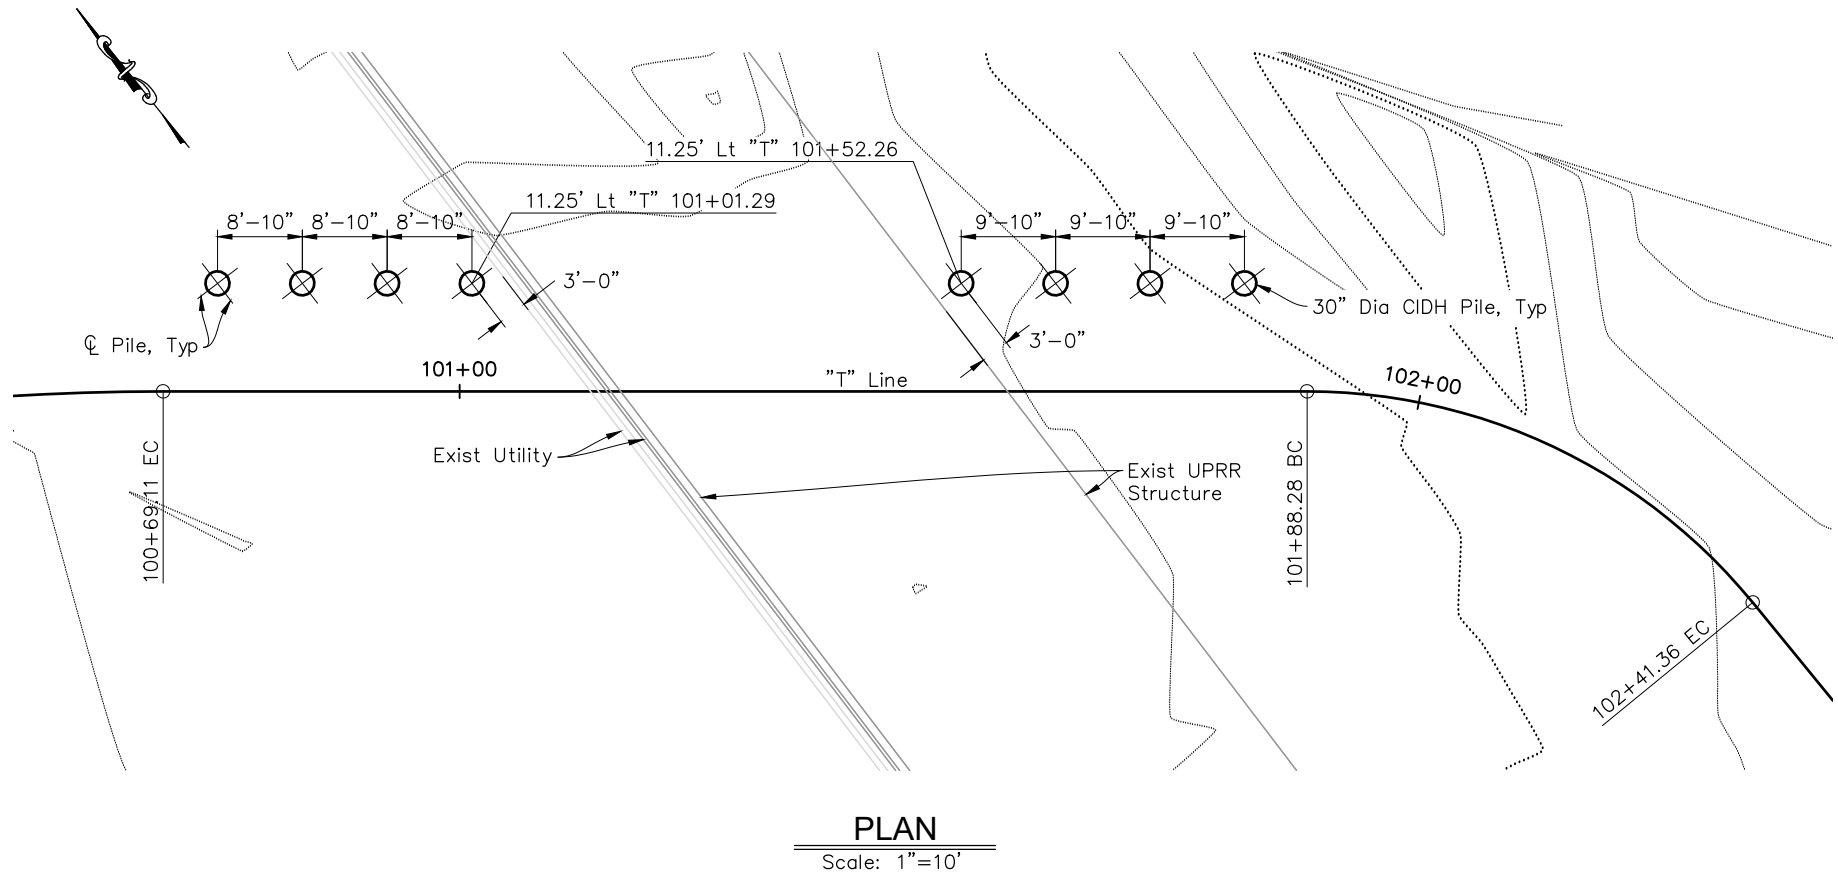 11.25' Lt "T" 101+52.26
11.25' Lt "T" 101+01.29
8'-10" 8'-10" 8'-10"
9'-10" 9'-10" 9'-10"
3'-0"
30" Dia CIDH Pile, Typ
℄ Pile, Typ
3'-0"
101+00
"T" Line
102+00
Exist Utility
Exist UPRR
Structure
100+69.11 EC
101+88.28 BC
102+41.36 EC
PLAN
Scale: 1"=10'